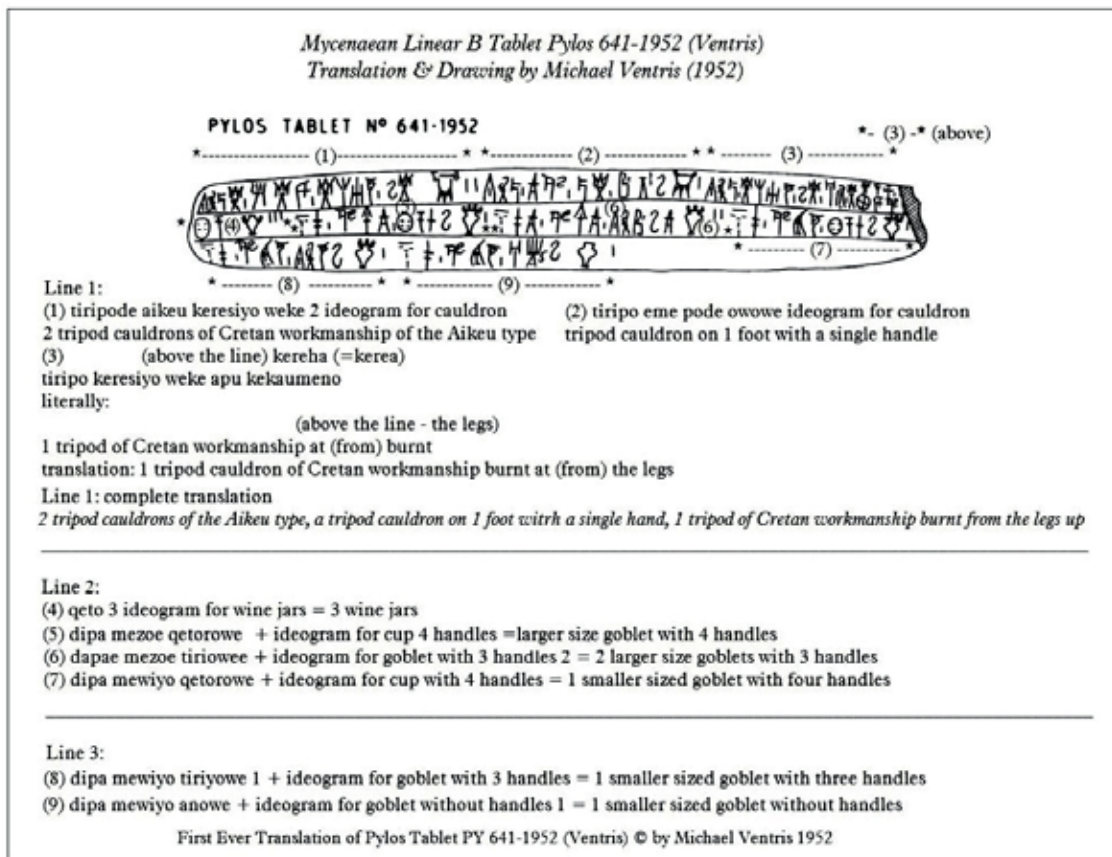 Mycenaean Linear B Tablet Pylos 641-1952 (Ventris)
Translation & Drawing by Michael Ventris (1952)
PYLOS TABLET Nº 641-1952
*- (3) -* (above)
*----------------- (1)------------------ * *--------------- (2) -------------- * * -------- (3) ------------ *
(4) (6) (6)
* --------- (7) ----------- *
* -------- (8) ------------ * * ------------ (9) ------------ *
Line 1:
(1) tiripode aikeu keresiyo weke 2 ideogram for cauldron (2) tiripo eme pode owowe ideogram for cauldron
2 tripod cauldrons of Cretan workmanship of the Aikeu type tripod cauldron on 1 foot with a single handle
(3) (above the line) kereha (=kerea)
tiripo keresiyo weke apu kekaumeno
literally:
(above the line - the legs)
1 tripod of Cretan workmanship at (from) burnt
translation: 1 tripod cauldron of Cretan workmanship burnt at (from) the legs
Line 1: complete translation
2 tripod cauldrons of the Aikeu type, a tripod cauldron on 1 foot witrh a single hand, 1 tripod of Cretan workmanship burnt from the legs up
Line 2:
(4) qeto 3 ideogram for wine jars = 3 wine jars
(5) dipa mezoe qetorowe + ideogram for cup 4 handles =larger size goblet with 4 handles
(6) dapae mezoe tiriowee + ideogram for goblet with 3 handles 2 = 2 larger size goblets with 3 handles
(7) dipa mewiyo qetorowe + ideogram for cup with 4 handles = 1 smaller sized goblet with four handles
Line 3:
(8) dipa mewiyo tiriyowe 1 + ideogram for goblet with 3 handles = 1 smaller sized goblet with three handles
(9) dipa mewiyo anowe + ideogram for goblet without handles 1 = 1 smaller sized goblet without handles
First Ever Translation of Pylos Tablet PY 641-1952 (Ventris) © by Michael Ventris 1952